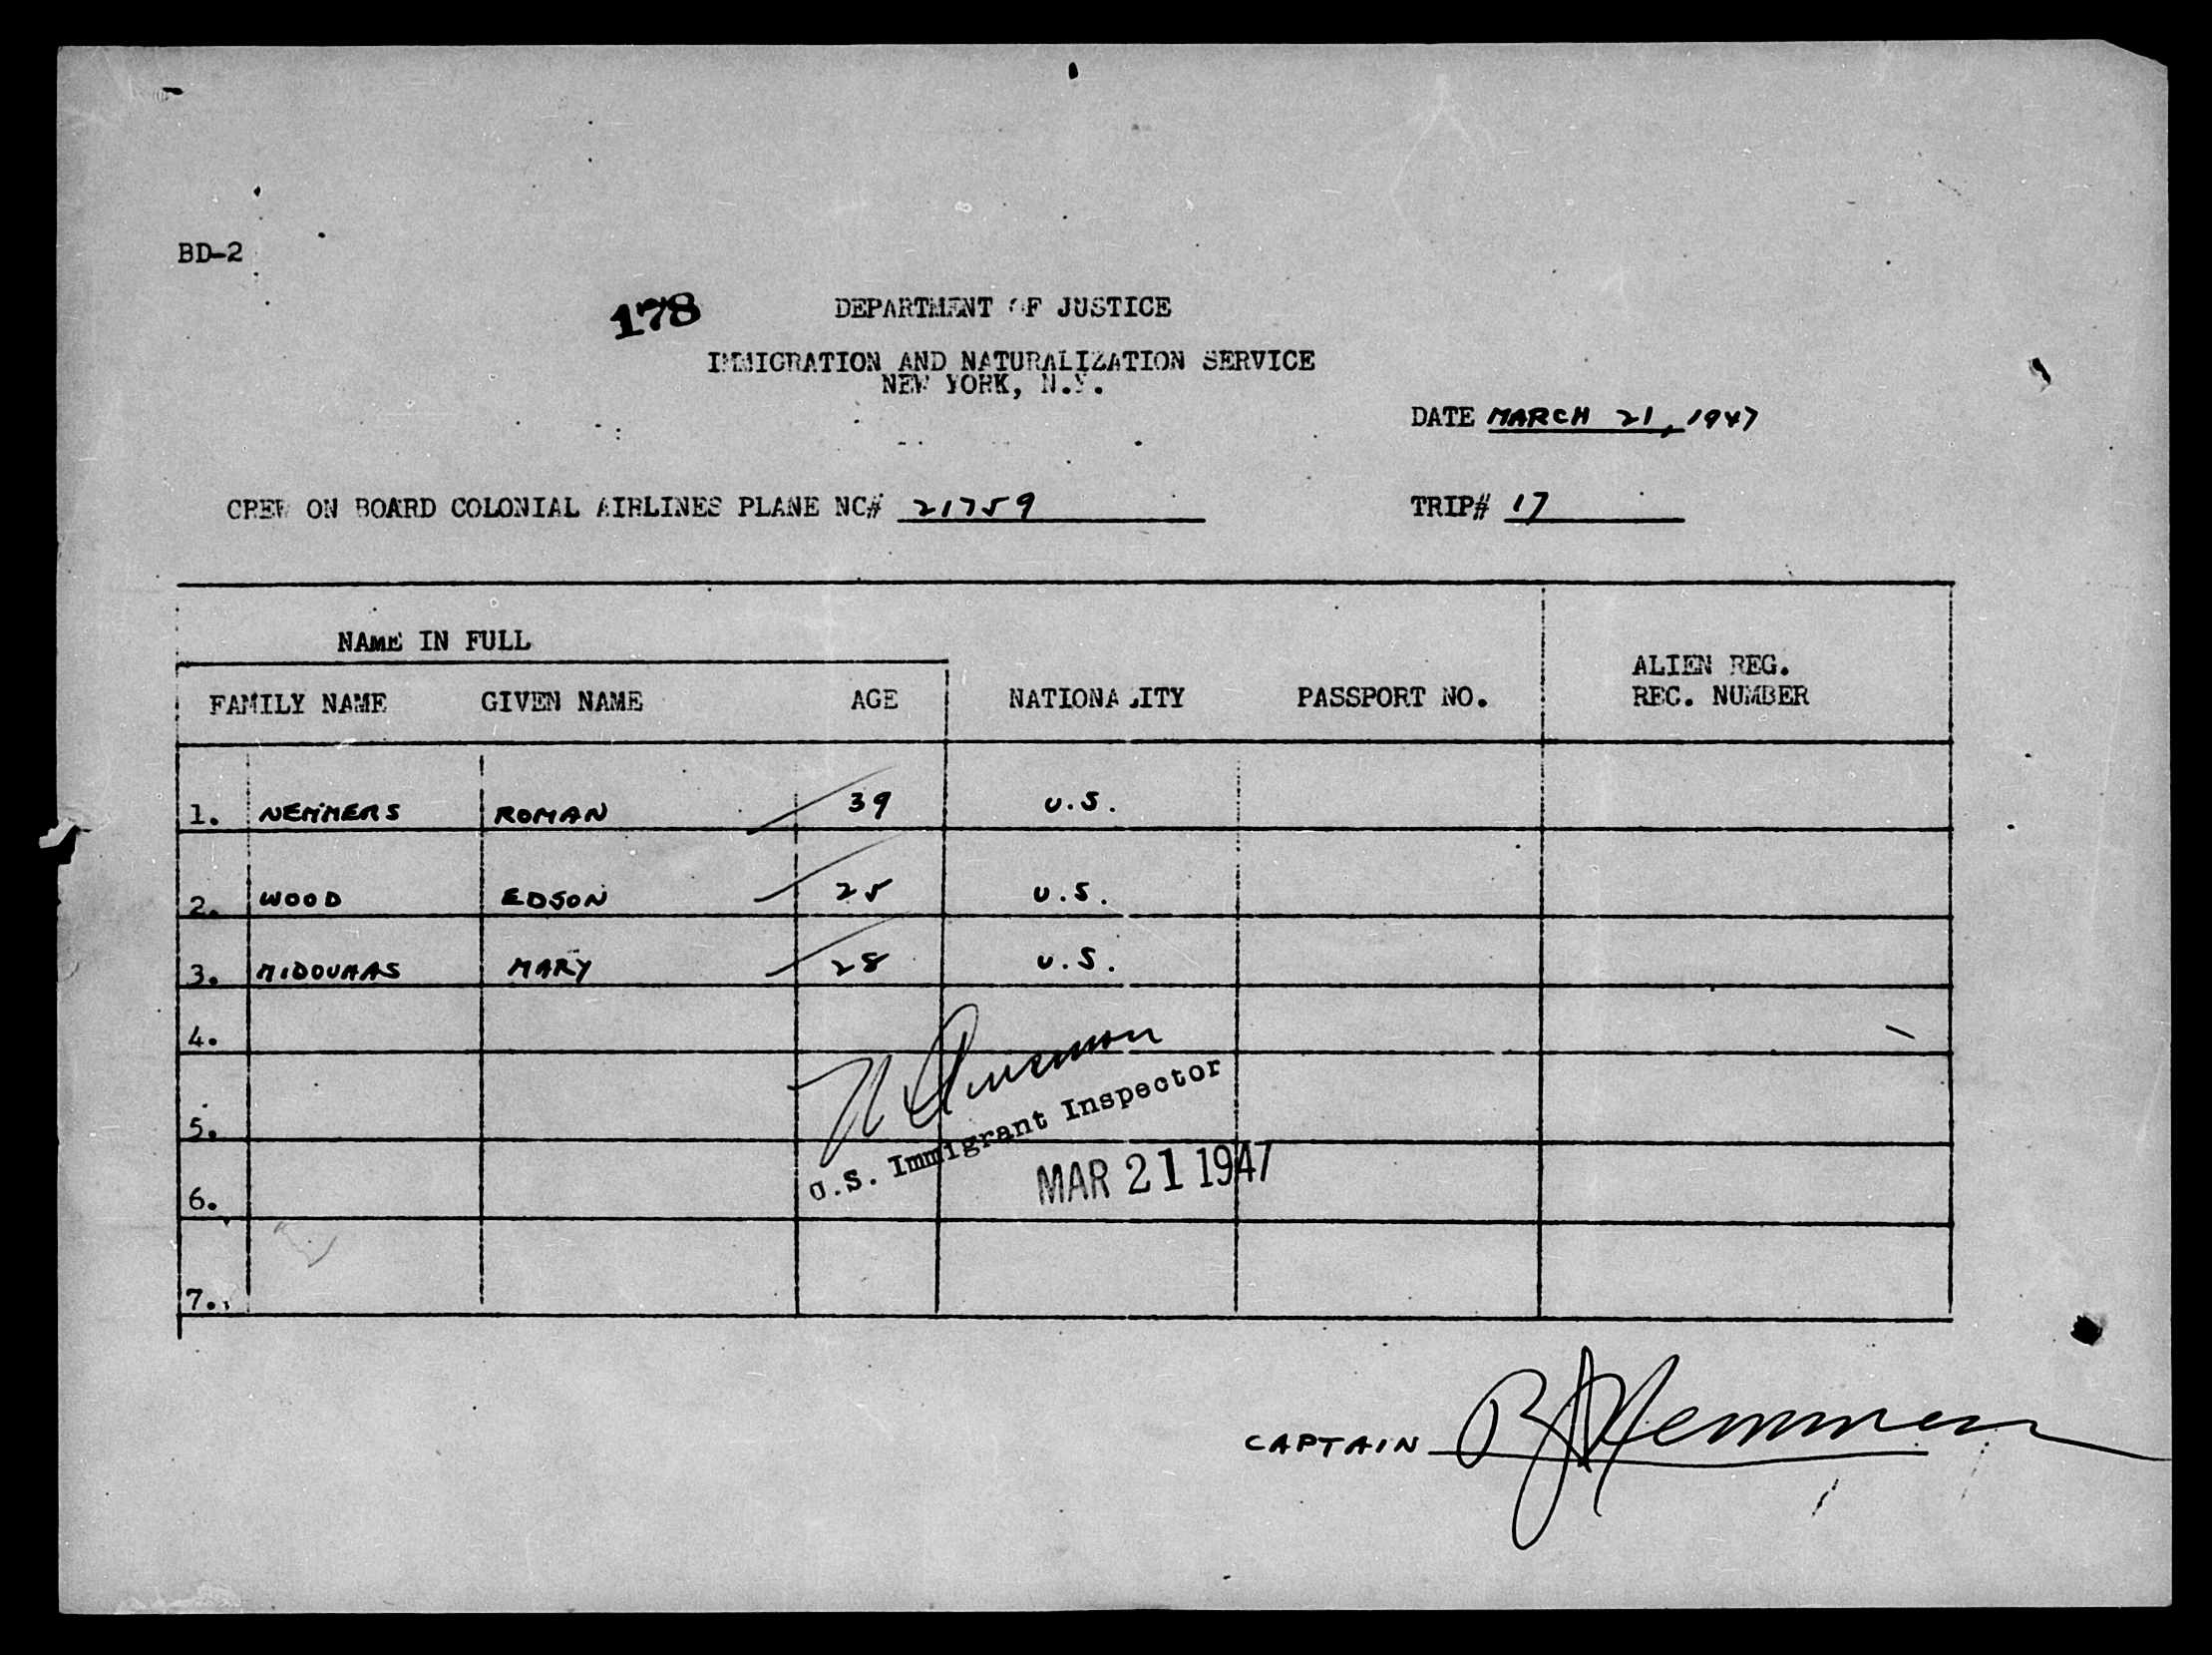 BD-2
178
DEPARTMENT OF JUSTICE
IMMIGRATION AND NATURALIZATION SERVICE
NEW YORK, N.Y.
DATE MARCH 21, 1947
CREW ON BOARD COLONIAL AIRLINES PLANE NC# 21759
TRIP# 17
NAME IN FULL
FAMILY NAME GIVEN NAME AGE NATIONALITY PASSPORT NO. ALIEN REG. REC. NUMBER
1. NEMMERS ROMAN 39 U.S.
2. WOOD EDSON 25 U.S.
3. MIDOUHAS MARY 28 U.S.
4.
5.
U.S. Immigrant Inspector
MAR 21 1947
6.
7.
CAPTAIN R J Nemmers